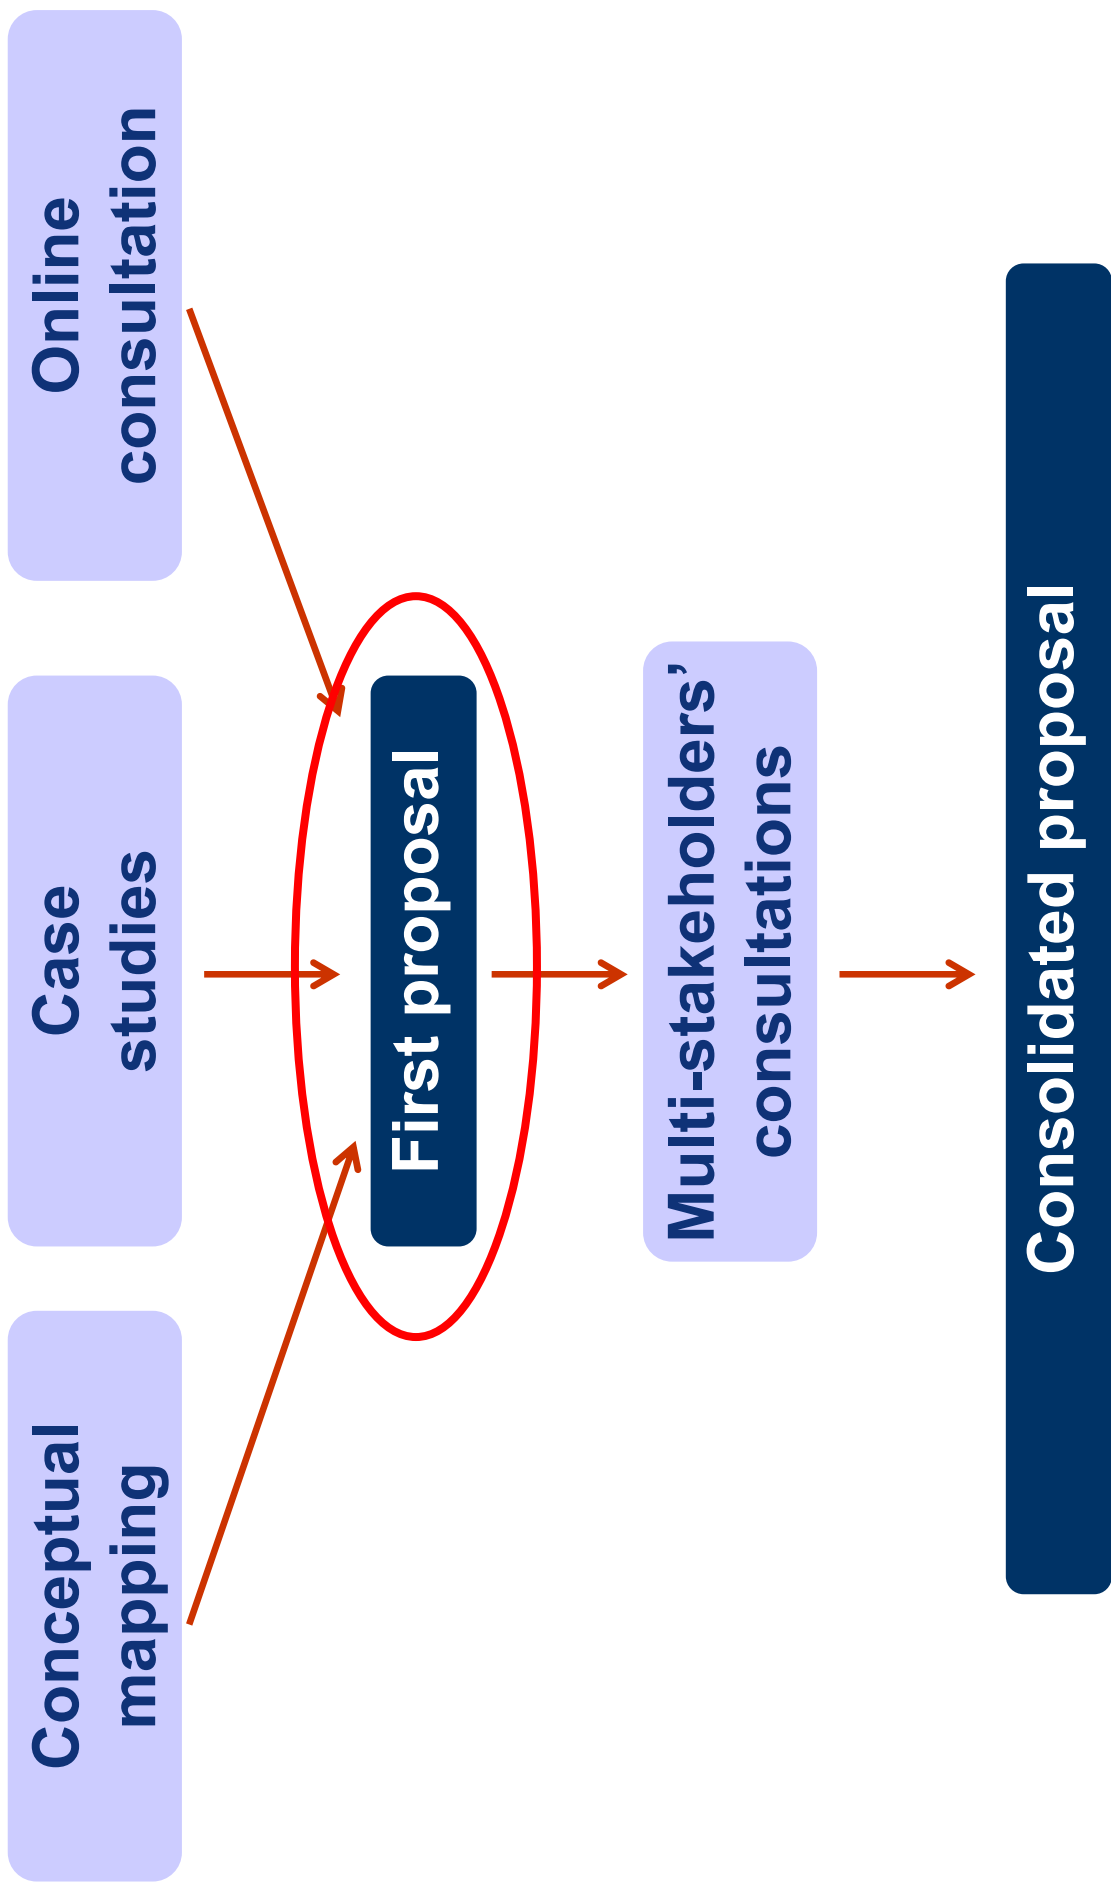 Conceptual
mapping
Case
studies
Online
consultation
First proposal
Multi-stakeholders’
consultations
Consolidated proposal